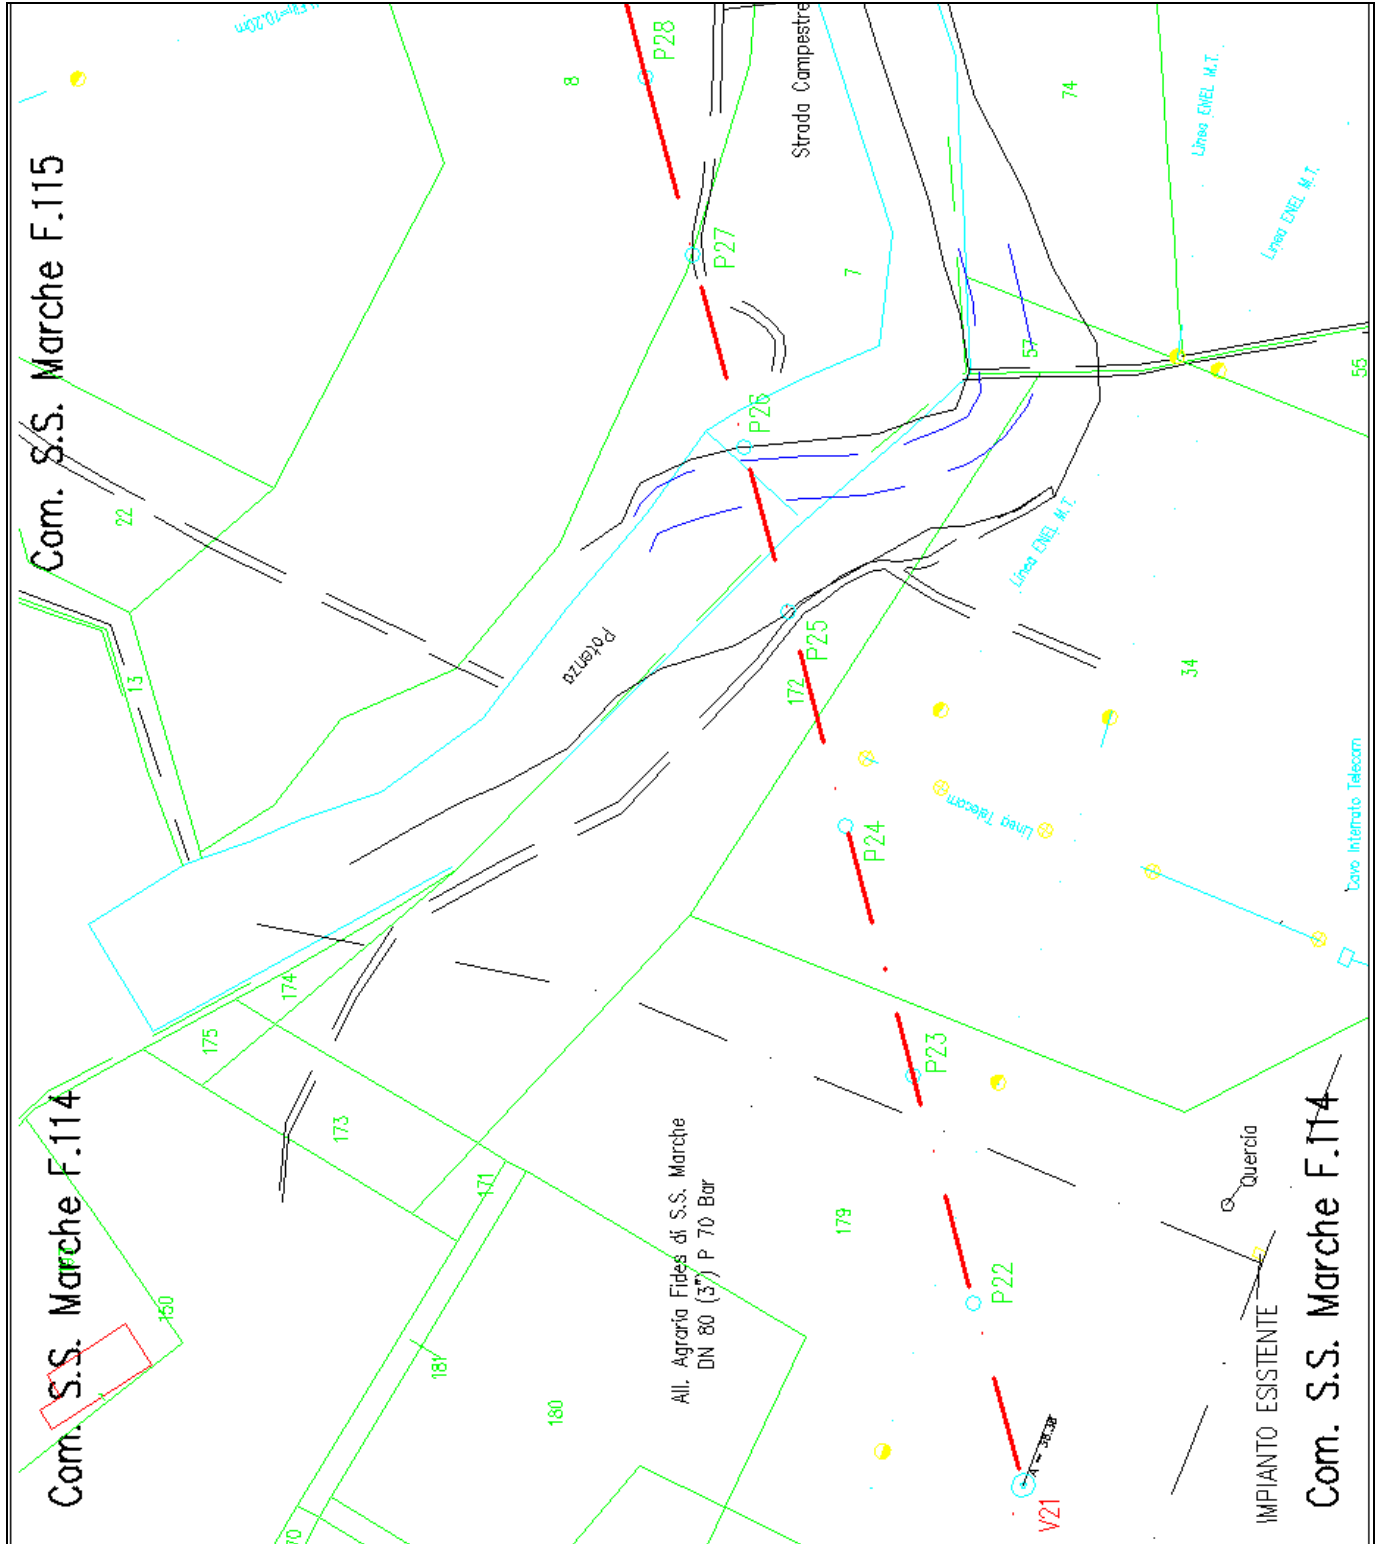 Com. S.S. Marche F.115
Com. S.S. Marche F.114
Com. S.S. Marche F.114
IMPIANTO ESISTENTE
All. Agraria Fides di S.S. Marche
DN 80 (3") P 70 Bar
Strada Campestre
Potenza
Quercia
Linea ENEL M.T.
Linea ENEL M.T.
Linea ENEL M.T.
Linea Telecom
Cavo Interrato Telecom
V21
P22
P23
P24
P25
P26
P27
P28
8
74
7
22
13
57
34
172
174
175
173
171
179
181
180
150
70